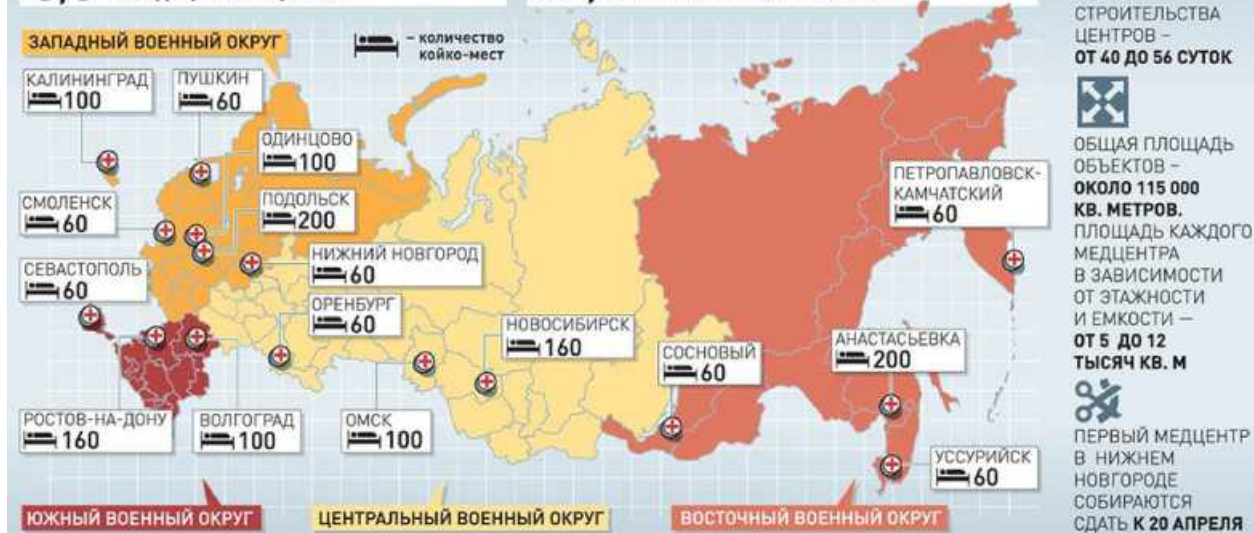 ЗАПАДНЫЙ ВОЕННЫЙ ОКРУГ
– количество
койко-мест
КАЛИНИНГРАД
100
ПУШКИН
60
ОДИНЦОВО
100
ПОДОЛЬСК
200
СМОЛЕНСК
60
НИЖНИЙ НОВГОРОД
60
СЕВАСТОПОЛЬ
60
ОРЕНБУРГ
60
НОВОСИБИРСК
160
ПЕТРОПАВЛОВСК-
КАМЧАТСКИЙ
60
СОСНОВЫЙ
60
АНАСТАСЬЕВКА
200
РОСТОВ-НА-ДОНУ
160
ВОЛГОГРАД
100
ОМСК
100
УССУРИЙСК
60
ЮЖНЫЙ ВОЕННЫЙ ОКРУГ
ЦЕНТРАЛЬНЫЙ ВОЕННЫЙ ОКРУГ
ВОСТОЧНЫЙ ВОЕННЫЙ ОКРУГ
СТРОИТЕЛЬСТВА
ЦЕНТРОВ –
ОТ 40 ДО 56 СУТОК
ОБЩАЯ ПЛОЩАДЬ
ОБЪЕКТОВ –
ОКОЛО 115 000
КВ. МЕТРОВ.
ПЛОЩАДЬ КАЖДОГО
МЕДЦЕНТРА
В ЗАВИСИМОСТИ
ОТ ЭТАЖНОСТИ
И ЕМКОСТИ —
ОТ 5 ДО 12
ТЫСЯЧ КВ. М
ПЕРВЫЙ МЕДЦЕНТР
В НИЖНЕМ
НОВГОРОДЕ
СОБИРАЮТСЯ
СДАТЬ К 20 АПРЕЛЯ